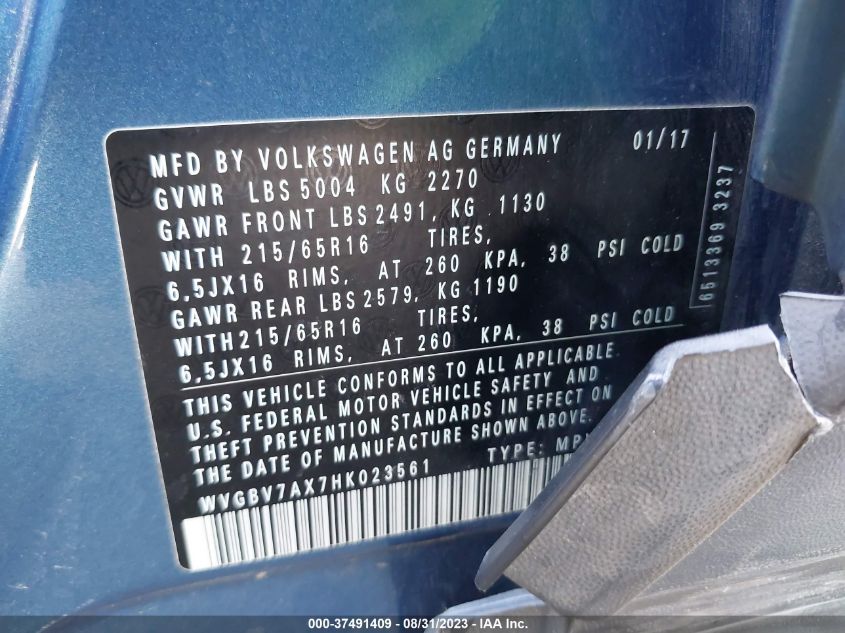 MFD BY VOLKSWAGEN AG GERMANY 01/17
GVWR LBS 5004 KG 2270
GAWR FRONT LBS 2491, KG 1130
WITH 215/65R16 TIRES,
6,5JX16 RIMS, AT 260 KPA, 38 PSI COLD
GAWR REAR LBS 2579, KG 1190
WITH 215/65R16 TIRES,
6,5JX16 RIMS, AT 260 KPA, 38 PSI COLD
THIS VEHICLE CONFORMS TO ALL APPLICABLE
U.S. FEDERAL MOTOR VEHICLE SAFETY AND
THEFT PREVENTION STANDARDS IN EFFECT ON
THE DATE OF MANUFACTURE SHOWN ABOVE.
WVGBV7AX7HK023561 TYPE:
6513369 3237
000-37491409 - 08/31/2023 - IAA Inc.